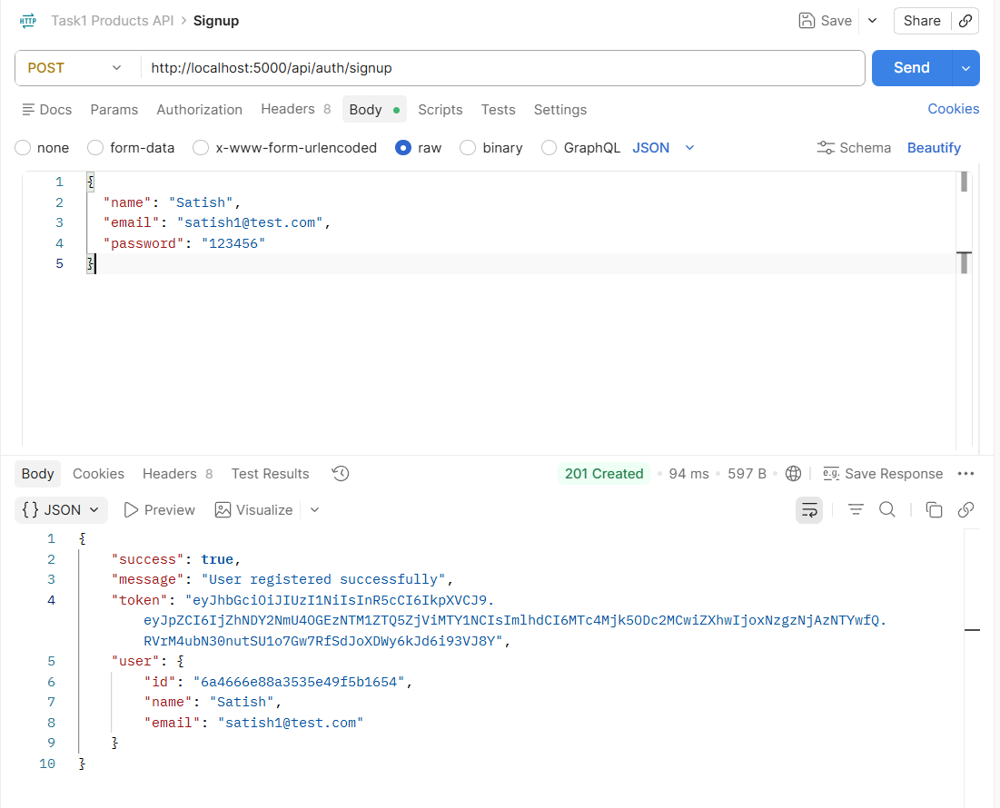 HTTP Task1 Products API > Signup Save Share
POST http://localhost:5000/api/auth/signup Send
Docs Params Authorization Headers 8 Body Scripts Tests Settings Cookies
none form-data x-www-form-urlencoded raw binary GraphQL JSON Schema Beautify
1 {
2 "name": "Satish",
3 "email": "satish1@test.com",
4 "password": "123456"
5 }
Body Cookies Headers 8 Test Results 201 Created • 94 ms • 597 B • e.g. Save Response
{} JSON Preview Visualize
1 {
2 "success": true,
3 "message": "User registered successfully",
4 "token": "eyJhbGciOiJIUzI1NiIsInR5cCI6IkpXVCJ9.
eyJpZCI6IjZhNDY2NmU4OGEzNTM1ZTQ5ZjViMTY1NCIsImlhdCI6MTc4Mjk5ODc2MCwiZXhwIjoxNzgzNjAzNTYwfQ.
RVrM4ubN30nutSU1o7Gw7RfSdJoXDWy6kJd6i93VJ8Y",
5 "user": {
6 "id": "6a4666e88a3535e49f5b1654",
7 "name": "Satish",
8 "email": "satish1@test.com"
9 }
10 }